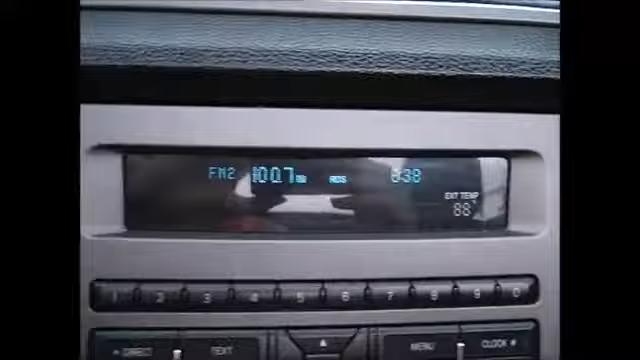 FM2 100.7 MHz RDS 8:38
EXT TEMP
88°
1 2 3 4 5 6 7 8 9 0
DIRECT TEXT ▲ MENU CLOCK